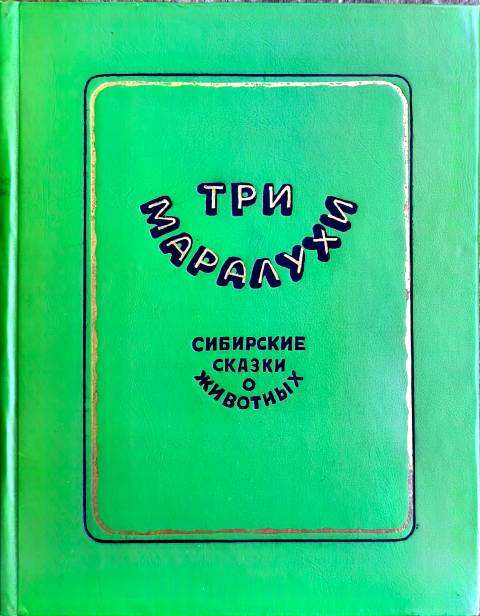 ТРИ
МАРАЛУХИ
СИБИРСКИЕ
СКАЗКИ
О
ЖИВОТНЫХ